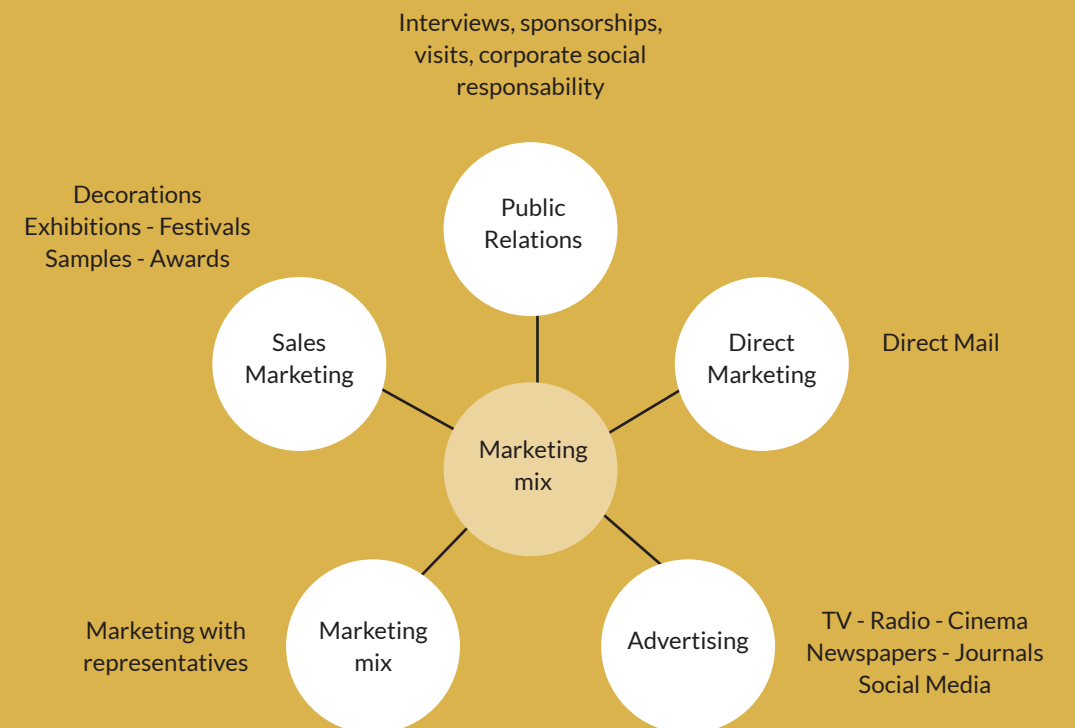 Interviews, sponsorships,
visits, corporate social
responsability
Public
Relations
Decorations
Exhibitions - Festivals
Samples - Awards
Sales
Marketing
Direct
Marketing
Direct Mail
Marketing
mix
Marketing with
representatives
Marketing
mix
Advertising
TV - Radio - Cinema
Newspapers - Journals
Social Media